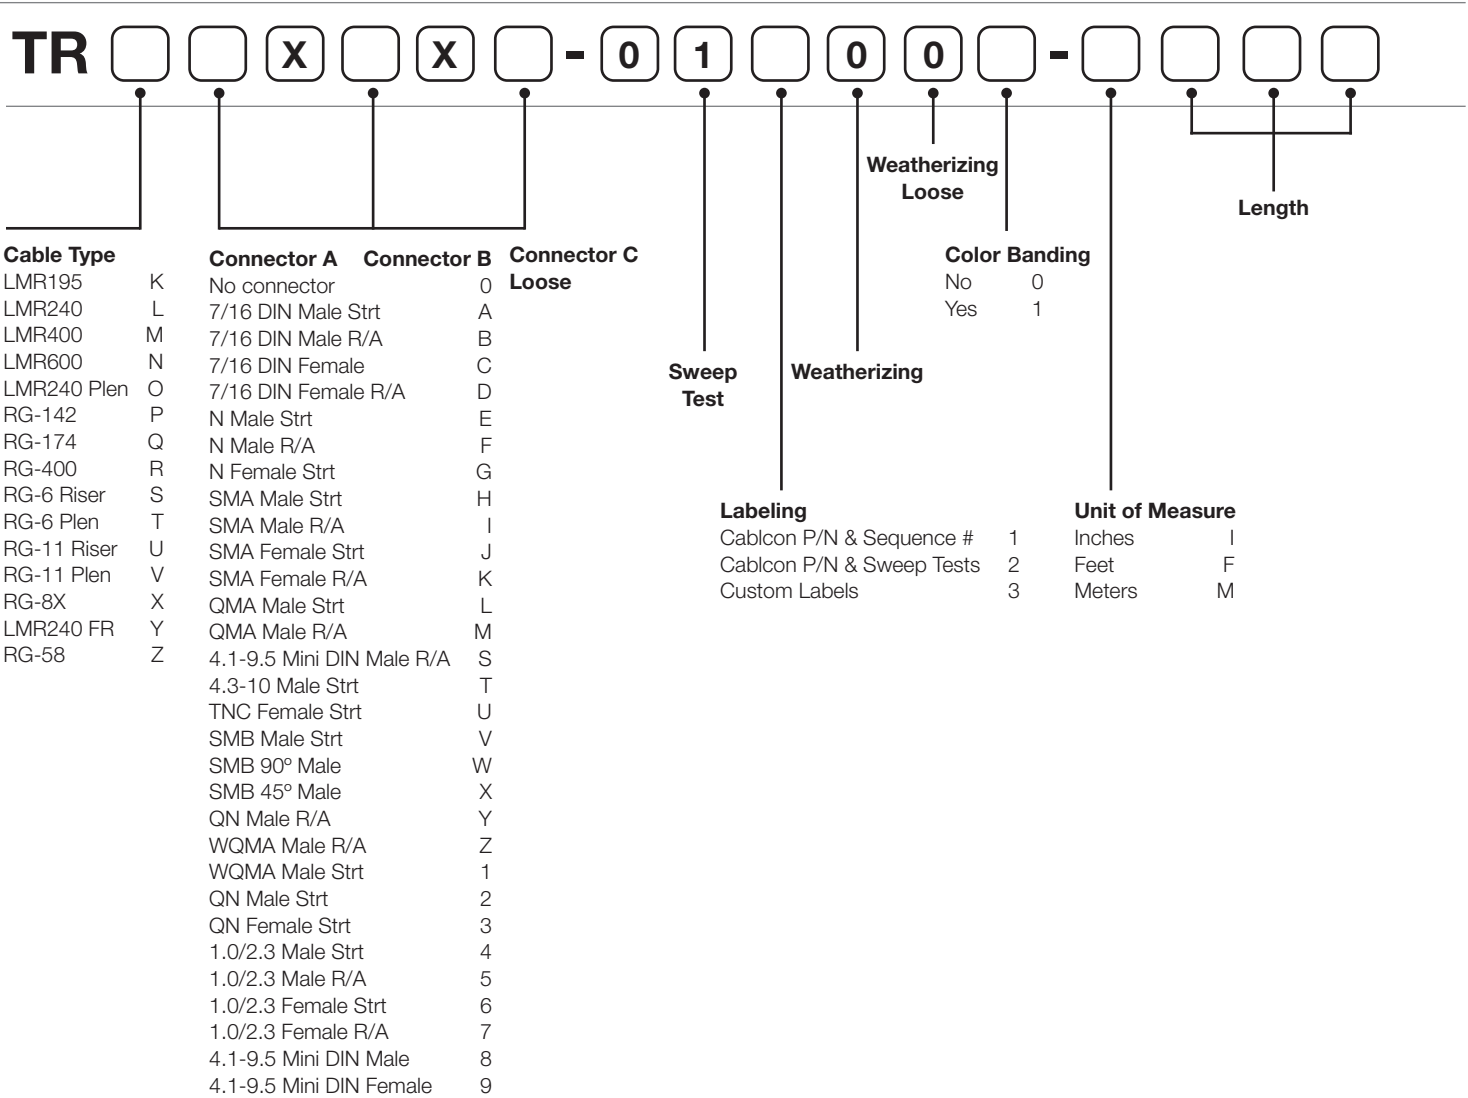 TR X X - 0 1 0 0 -
Weatherizing
Loose
Length
Cable Type
LMR195 K
LMR240 L
LMR400 M
LMR600 N
LMR240 Plen O
RG-142 P
RG-174 Q
RG-400 R
RG-6 Riser S
RG-6 Plen T
RG-11 Riser U
RG-11 Plen V
RG-8X X
LMR240 FR Y
RG-58 Z
Connector A Connector B Connector C
Loose
No connector 0
7/16 DIN Male Strt A
7/16 DIN Male R/A B
7/16 DIN Female C
7/16 DIN Female R/A D
N Male Strt E
N Male R/A F
N Female Strt G
SMA Male Strt H
SMA Male R/A I
SMA Female Strt J
SMA Female R/A K
QMA Male Strt L
QMA Male R/A M
4.1-9.5 Mini DIN Male R/A S
4.3-10 Male Strt T
TNC Female Strt U
SMB Male Strt V
SMB 90º Male W
SMB 45º Male X
QN Male R/A Y
WQMA Male R/A Z
WQMA Male Strt 1
QN Male Strt 2
QN Female Strt 3
1.0/2.3 Male Strt 4
1.0/2.3 Male R/A 5
1.0/2.3 Female Strt 6
1.0/2.3 Female R/A 7
4.1-9.5 Mini DIN Male 8
4.1-9.5 Mini DIN Female 9
Color Banding
No 0
Yes 1
Sweep
Test
Weatherizing
Labeling
Cablcon P/N & Sequence # 1
Cablcon P/N & Sweep Tests 2
Custom Labels 3
Unit of Measure
Inches I
Feet F
Meters M